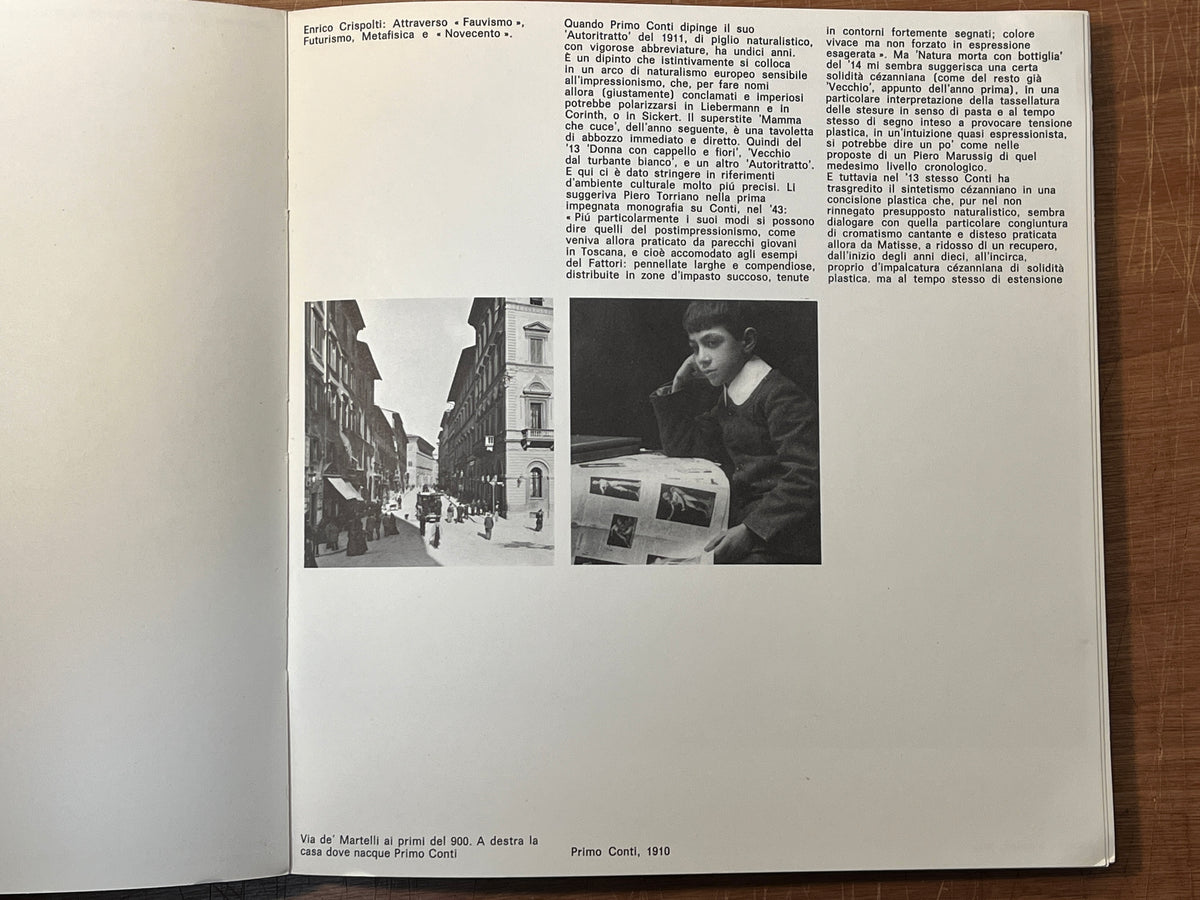 Enrico Crispolti: Attraverso « Fauvismo »,
Futurismo, Metafisica e « Novecento ».
Quando Primo Conti dipinge il suo
'Autoritratto' del 1911, di piglio naturalistico,
con vigorose abbreviature, ha undici anni.
È un dipinto che istintivamente si colloca
in un arco di naturalismo europeo sensibile
all'impressionismo, che, per fare nomi
allora (giustamente) conclamati e imperiosi
potrebbe polarizzarsi in Liebermann e in
Corinth, o in Sickert. Il superstite 'Mamma
che cuce', dell'anno seguente, è una tavoletta
di abbozzo immediato e diretto. Quindi del
'13 'Donna con cappello e fiori', 'Vecchio
dal turbante bianco', e un altro 'Autoritratto'.
E qui ci è dato stringere in riferimenti
d'ambiente culturale molto piú precisi. Li
suggeriva Piero Torriano nella prima
impegnata monografia su Conti, nel '43:
« Piú particolarmente i suoi modi si possono
dire quelli del postimpressionismo, come
veniva allora praticato da parecchi giovani
in Toscana, e cioè accomodato agli esempi
del Fattori: pennellate larghe e compendiose,
distribuite in zone d'impasto succoso, tenute
in contorni fortemente segnati; colore
vivace ma non forzato in espressione
esagerata ». Ma 'Natura morta con bottiglia'
del '14 mi sembra suggerisca una certa
solidità cézanniana (come del resto già
'Vecchio', appunto dell'anno prima), in una
particolare interpretazione della tassellatura
delle stesure in senso di pasta e al tempo
stesso di segno inteso a provocare tensione
plastica, in un'intuizione quasi espressionista,
si potrebbe dire un po' come nelle
proposte di un Piero Marussig di quel
medesimo livello cronologico.
E tuttavia nel '13 stesso Conti ha
trasgredito il sintetismo cézanniano in una
concisione plastica che, pur nel non
rinnegato presupposto naturalistico, sembra
dialogare con quella particolare congiuntura
di cromatismo cantante e disteso praticata
allora da Matisse, a ridosso di un recupero,
dall'inizio degli anni dieci, all'incirca,
proprio d'impalcatura cézanniana di solidità
plastica, ma al tempo stesso di estensione
Via de' Martelli ai primi del 900. A destra la
casa dove nacque Primo Conti
Primo Conti, 1910